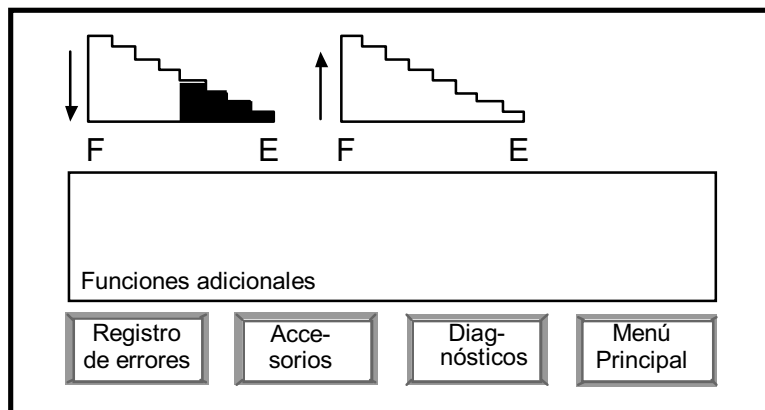 F E F E
Funciones adicionales
Registro
de errores
Acce-
sorios
Diag-
nósticos
Menú
Principal